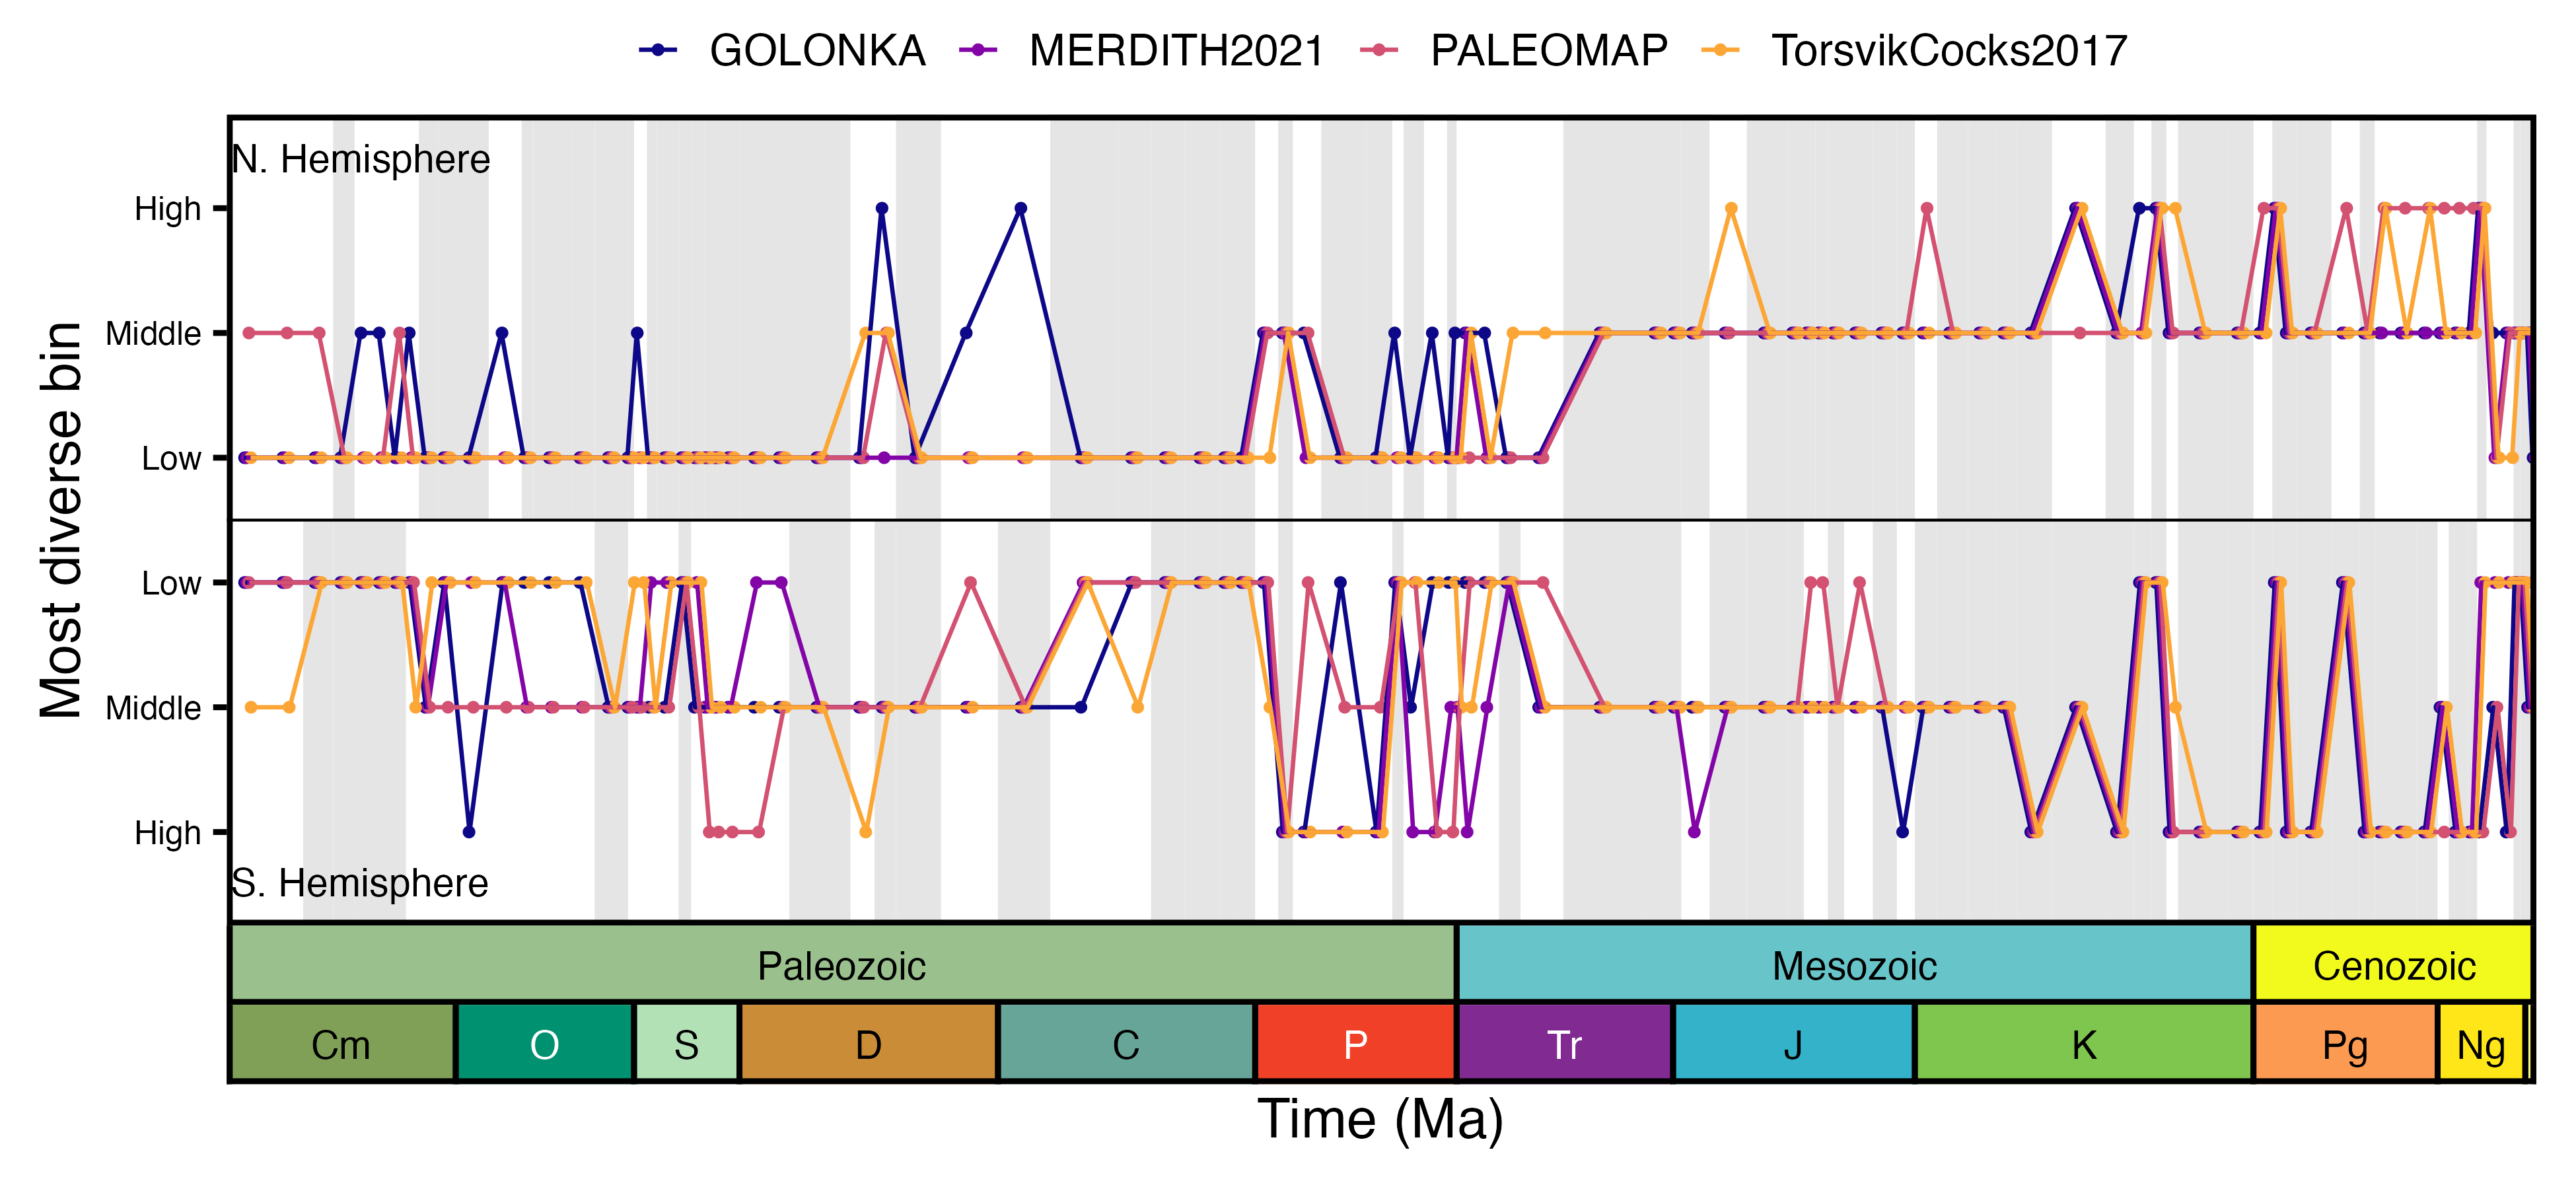 GOLONKA MERDITH2021 PALEOMAP TorsvikCocks2017
N. Hemisphere
High
Middle
Low
Most diverse bin
Low
Middle
High
S. Hemisphere
Paleozoic Mesozoic Cenozoic
Cm O S D C P Tr J K Pg Ng
Time (Ma)